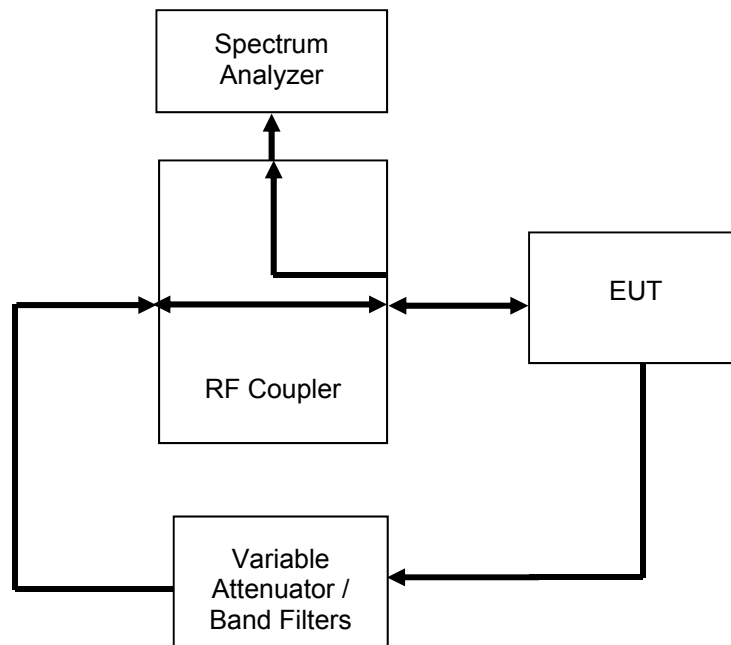 Spectrum
Analyzer
EUT
RF Coupler
Variable
Attenuator /
Band Filters